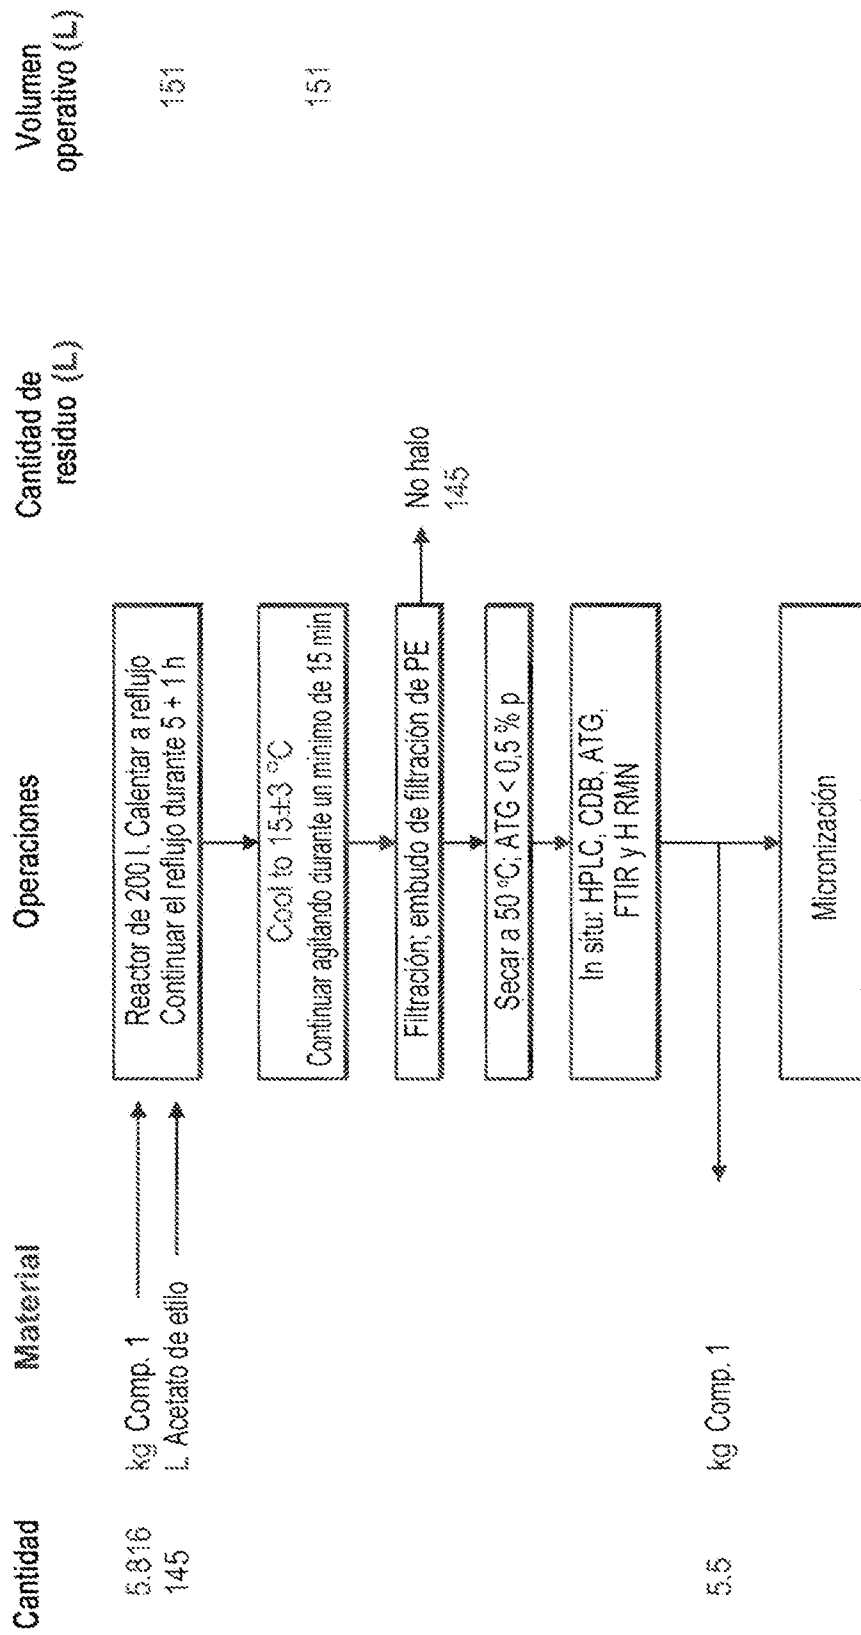 Cantidad
Material
Operaciones
Cantidad de
residuo (L)
Volumen
operativo (L)
5.816
kg Comp. 1
145
L Acetato de etilo
Reactor de 200 l. Calentar a reflujo
Continuar el reflujo durante 5 + 1 h
151
Cool to 15±3 °C
Continuar agitando durante un mínimo de 15 min
151
Filtración; embudo de filtración de PE
No halo
145
Secar a 50 °C; ATG < 0,5 % p
In situ: HPLC, CDB, ATG,
FTIR y H RMN
5.5
kg Comp. 1
Micronización